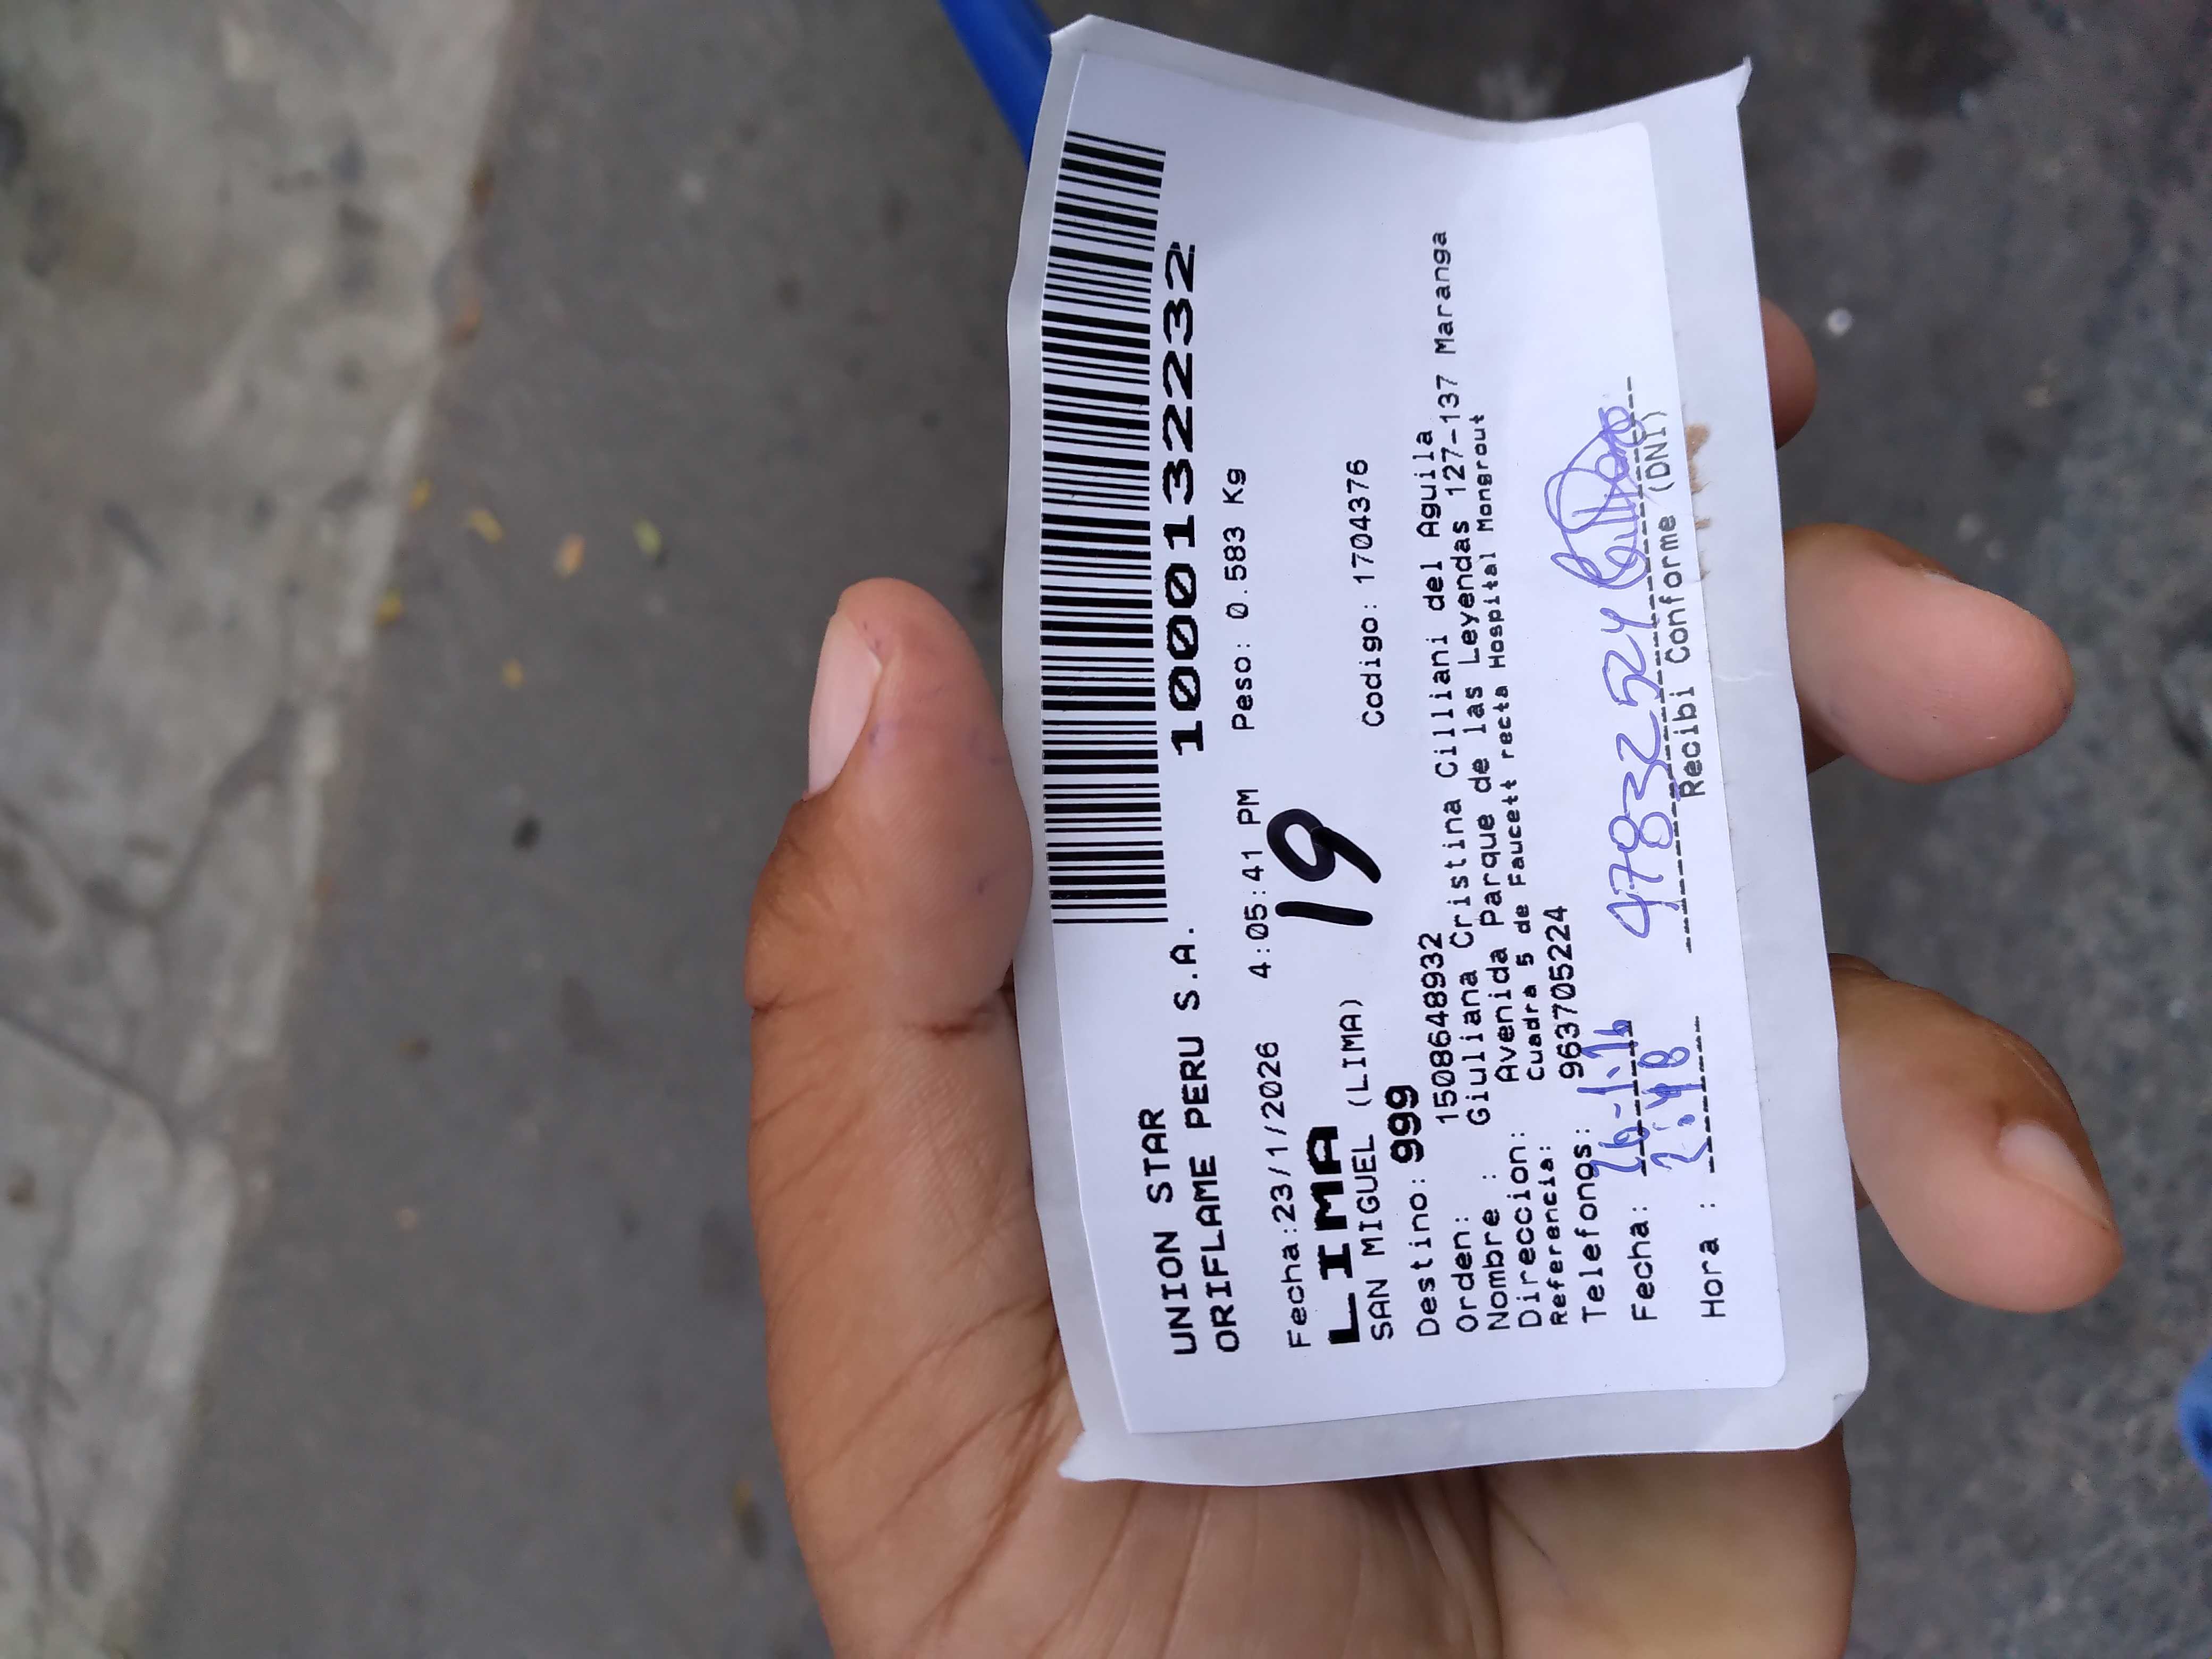 UNION STAR
ORIFLAME PERU S.A.
1000132232
Fecha:23/1/2026 4:05:41 PM Peso: 0.583 Kg
LIMA
19
SAN MIGUEL (LIMA)
Destino: 999 Codigo: 17043376
Orden: 1508648932
Nombre : Giuliana Cristina Cilliani del Aguila
Direccion: Avenida Parque de las Leyendas 127-137 Maranga
Referencia: Cuadra 5 de Faucett recta Hospital Mongrout
Telefonos: 963705224
Fecha: 26-1-26 47832524
Hora : 2:48 Recibi Conforme (DNI)